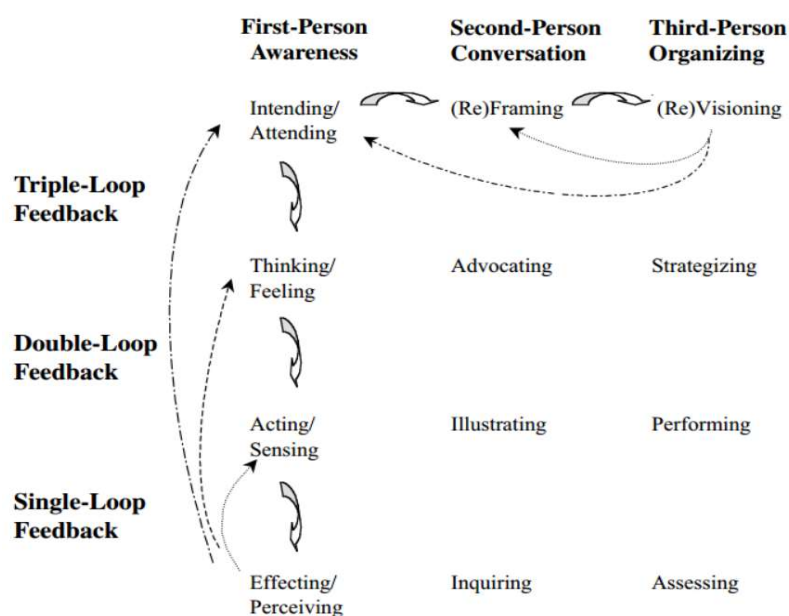 First-Person Second-Person Third-Person
Awareness Conversation Organizing
Intending/ (Re)Framing (Re)Visioning
Attending
Triple-Loop
Feedback
Thinking/ Advocating Strategizing
Feeling
Double-Loop
Feedback
Acting/ Illustrating Performing
Sensing
Single-Loop
Feedback
Effecting/ Inquiring Assessing
Perceiving